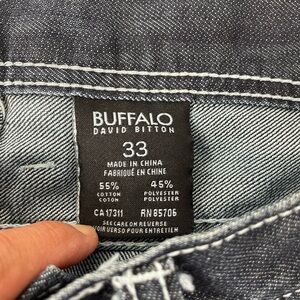 BUFFALO
DAVID BITTON
33
MADE IN CHINA
FABRIQUÉ EN CHINE
55% 45%
COTTON POLYESTER
COTON POLYESTER
CA 17311 RN 85706
SEE CARE ON REVERSE
VOIR VERSO POUR ENTRETIEN